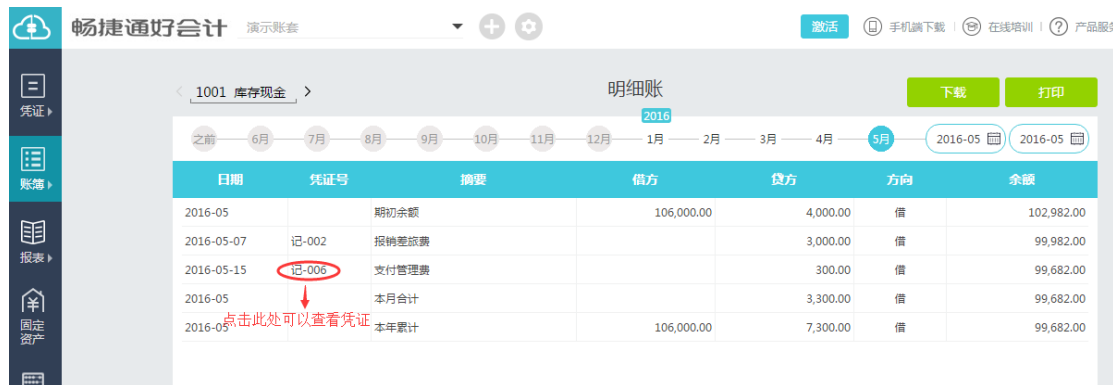 畅捷通好会计 演示账套 激活 手机端下载 在线培训 产品服务
凭证
账簿
报表
固定
资产
1001 库存现金 明细账 下载 打印
2016
之前 6月 7月 8月 9月 10月 11月 12月 1月 2月 3月 4月 5月 2016-05 2016-05
日期 凭证号 摘要 借方 贷方 方向 余额
2016-05 期初余额 106,000.00 4,000.00 借 102,982.00
2016-05-07 记-002 报销差旅费 3,000.00 借 99,982.00
2016-05-15 记-006 支付管理费 300.00 借 99,682.00
2016-05 本月合计 3,300.00 借 99,682.00
点击此处可以查看凭证
2016-05 本年累计 106,000.00 7,300.00 借 99,682.00